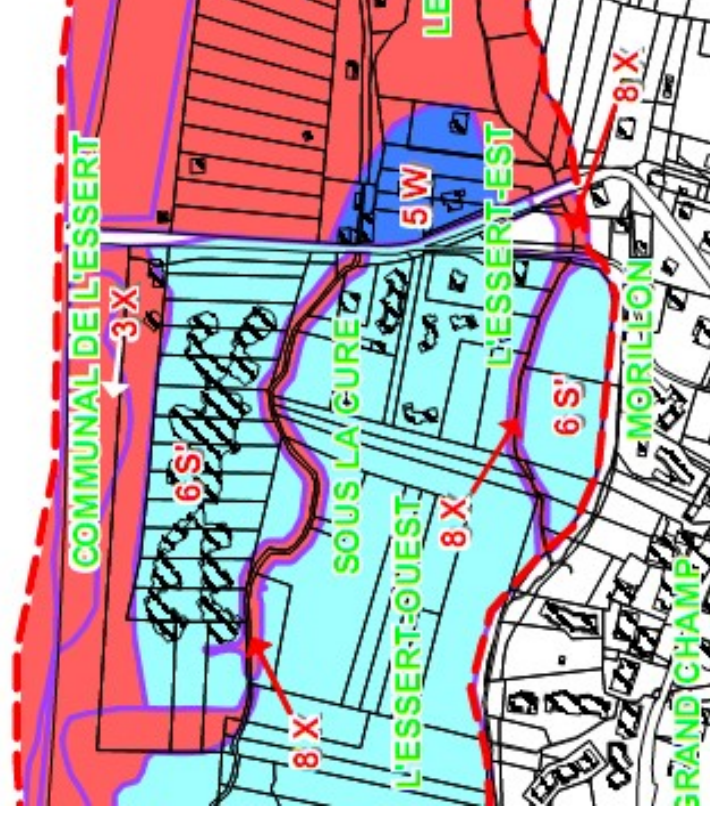 LE
8 X
COMMUNAL DE L'ESSERT
5 W
L'ESSERT-EST
3 X
MORILLON
SOUS LA CURE
6 S'
6 S'
8 X
L'ESSERT-OUEST
8 X
GRAND CHAMP